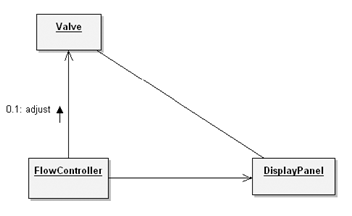 Valve
0.1: adjust
FlowController
DisplayPanel